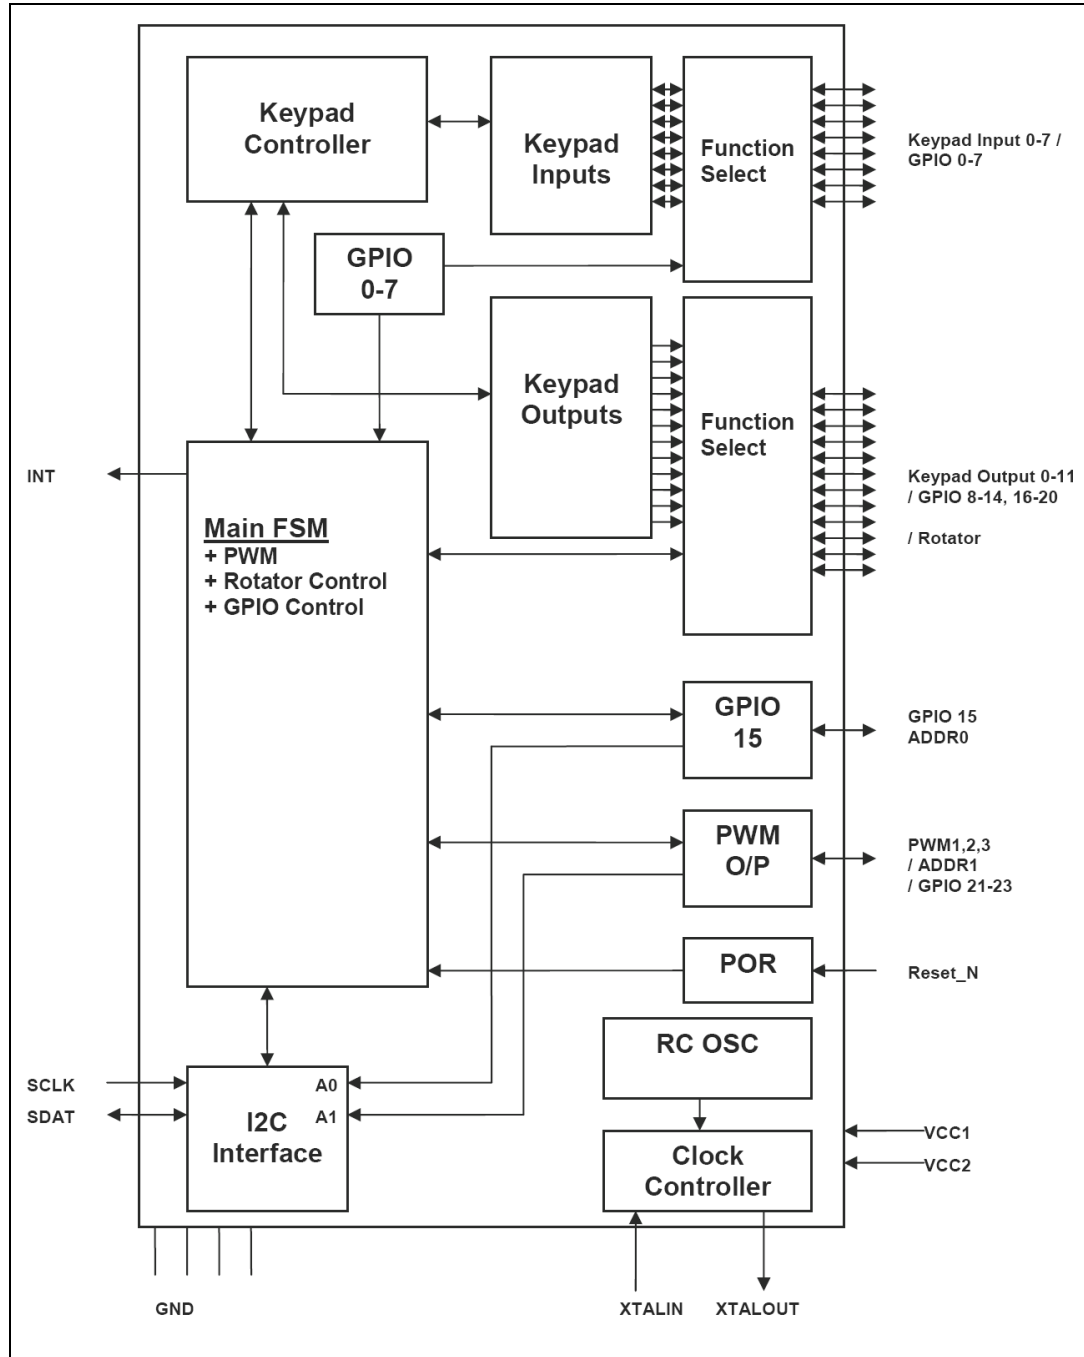 Keypad
Controller
Keypad
Inputs
Function
Select
Keypad Input 0-7 /
GPIO 0-7
GPIO
0-7
Keypad
Outputs
Function
Select
Keypad Output 0-11
/ GPIO 8-14, 16-20
/ Rotator
INT
Main FSM
+ PWM
+ Rotator Control
+ GPIO Control
GPIO
15
GPIO 15
ADDR0
PWM
O/P
PWM1,2,3
/ ADDR1
/ GPIO 21-23
POR
Reset_N
RC OSC
SCLK
SDAT
A0
A1
I2C
Interface
Clock
Controller
VCC1
VCC2
GND
XTALIN
XTALOUT